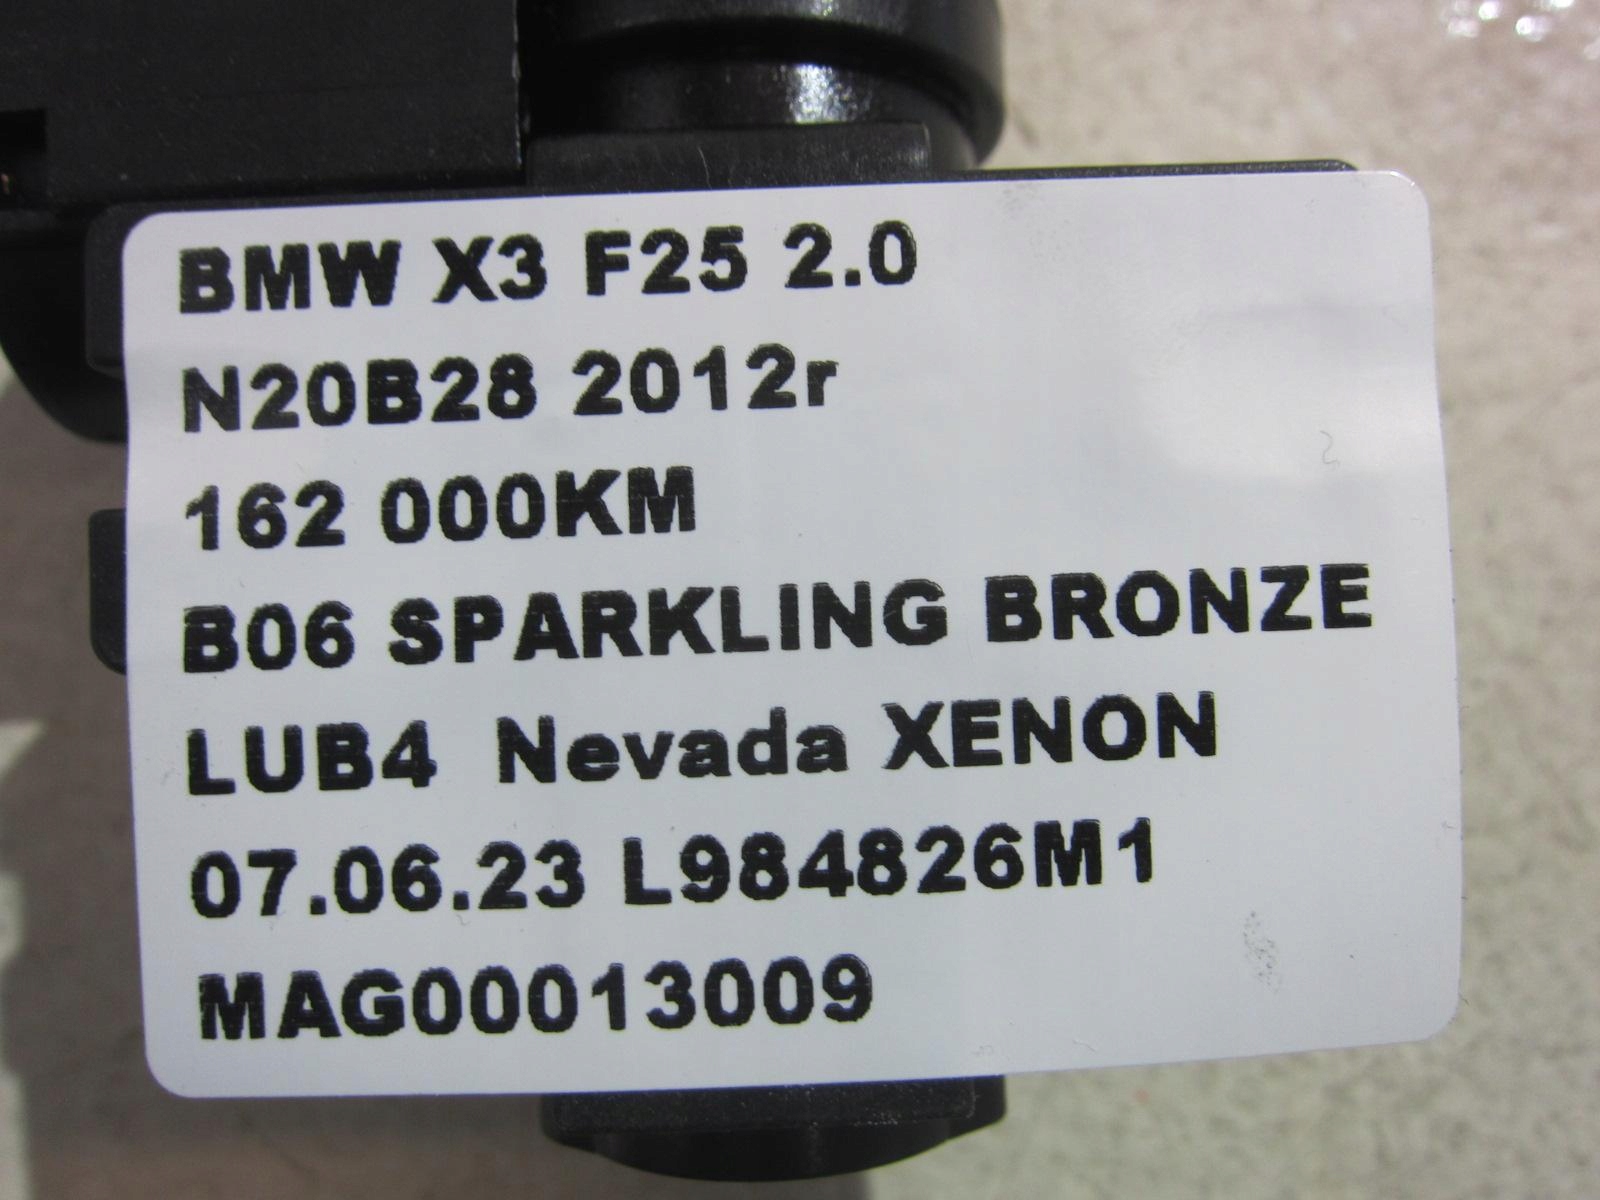 BMW X3 F25 2.0
N20B28 2012r
162 000KM
B06 SPARKLING BRONZE
LUB4 Nevada XENON
07.06.23 L984826M1
MAG00013009